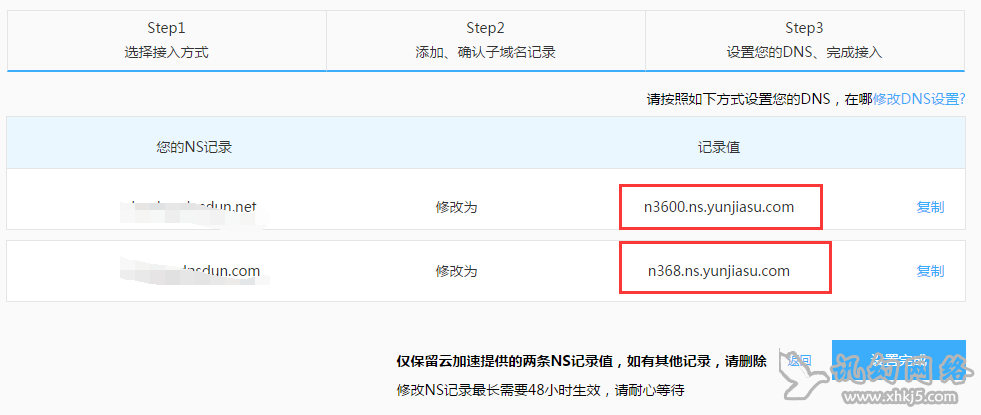 Step1
选择接入方式
Step2
添加、确认子域名记录
Step3
设置您的DNS、完成接入
请按照如下方式设置您的DNS，在哪修改DNS设置?
您的NS记录
记录值
dun.net
修改为
n3600.ns.yunjiasu.com
复制
dnsdun.com
修改为
n368.ns.yunjiasu.com
复制
仅保留云加速提供的两条NS记录值，如有其他记录，请删除
返回
设置完成
修改NS记录最长需要48小时生效，请耐心等待
讯幻网络
www.xhkj5.com